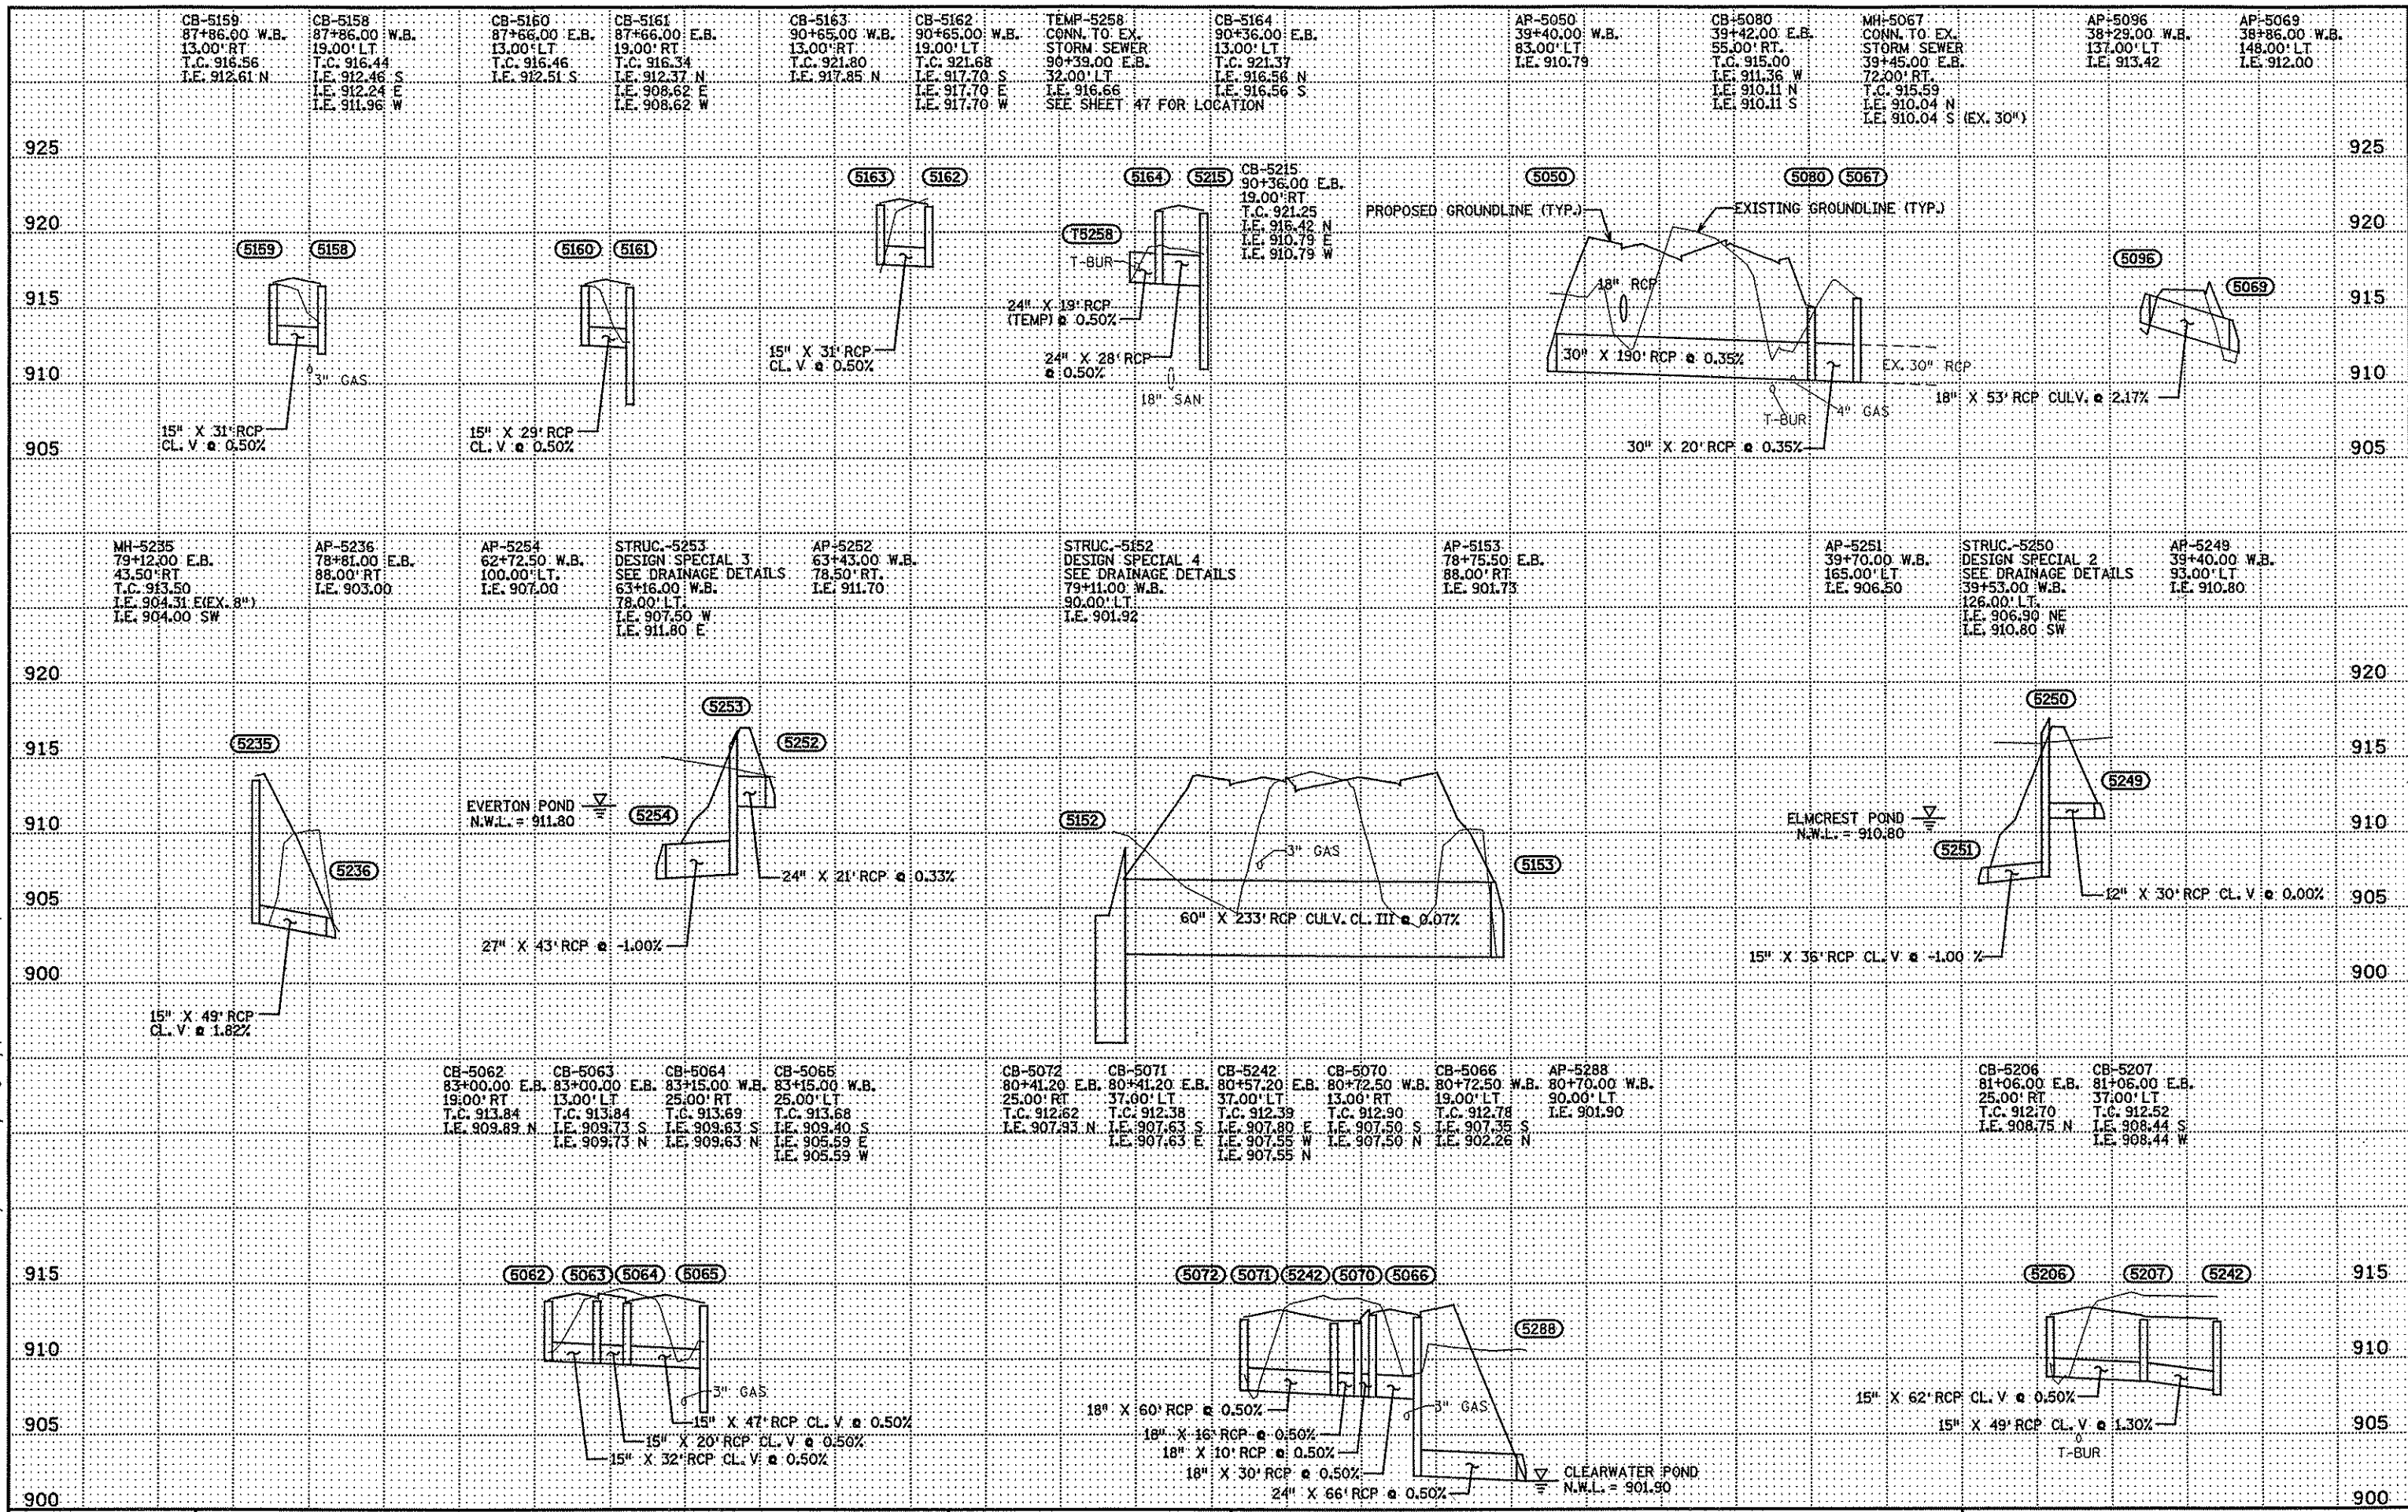 CB-5159
87+86.00 W.B.
13.00' RT
T.C. 916.56
I.E. 912.61 N
CB-5158
87+86.00 W.B.
19.00' LT
T.C. 916.44
I.E. 912.46 S
I.E. 912.24 E
I.E. 911.96 W
CB-5160
87+66.00 E.B.
13.00' LT
T.C. 916.46
I.E. 912.51 S
CB-5161
87+66.00 E.B.
19.00' RT
T.C. 916.34
I.E. 912.37 N
I.E. 908.62 E
I.E. 908.62 W
CB-5163
90+65.00 W.B.
13.00' RT
T.C. 921.80
I.E. 917.85 N
CB-5162
90+65.00 W.B.
19.00' LT
T.C. 921.68
I.E. 917.70 S
I.E. 917.70 E
I.E. 917.70 W
TEMP-5258
CONN. TO EX.
STORM SEWER
90+39.00 E.B.
32.00' LT
I.E. 916.66
SEE SHEET 47 FOR LOCATION
CB-5164
90+36.00 E.B.
13.00' LT
T.C. 921.37
I.E. 916.56 N
I.E. 916.56 S
AP-5050
39+40.00 W.B.
83.00' LT
I.E. 910.79
CB-5080
39+42.00 E.B.
55.00' RT.
T.C. 915.00
I.E. 911.36 W
I.E. 910.11 N
I.E. 910.11 S
MH-5067
CONN. TO EX.
STORM SEWER
39+45.00 E.B.
72.00' RT.
T.C. 915.59
I.E. 910.04 N
I.E. 910.04 S (EX. 30")
AP-5096
38+29.00 W.B.
137.00' LT
I.E. 913.42
AP-5069
38+86.00 W.B.
148.00' LT
I.E. 912.00
925
925
5163
5162
5164
5215
CB-5215
90+36.00 E.B.
19.00' RT
T.C. 921.25
I.E. 916.42 N
I.E. 910.79 E
I.E. 910.79 W
5050
5080
5067
920
920
PROPOSED GROUNDLINE (TYP.)
EXISTING GROUNDLINE (TYP.)
5159
5158
5160
5161
T5258
T-BUR
5096
5069
915
915
18" RCP
24" X 19' RCP
(TEMP) @ 0.50%
15" X 31' RCP
CL. V @ 0.50%
24" X 28' RCP
@ 0.50%
30" X 190' RCP @ 0.35%
EX. 30" RCP
910
910
3" GAS
18" SAN
T-BUR
4" GAS
18" X 53' RCP CULV. @ 2.17%
15" X 31' RCP
CL. V @ 0.50%
15" X 29' RCP
CL. V @ 0.50%
30" X 20' RCP @ 0.35%
905
905
MH-5235
79+12.00 E.B.
43.50' RT
T.C. 913.50
I.E. 904.31 E(EX. 8")
I.E. 904.00 SW
AP-5236
78+81.00 E.B.
88.00' RT
I.E. 903.00
AP-5254
62+72.50 W.B.
100.00' LT.
I.E. 907.00
STRUC.-5253
DESIGN SPECIAL 3
SEE DRAINAGE DETAILS
63+16.00 W.B.
78.00' LT.
I.E. 907.50 W
I.E. 911.80 E
AP-5252
63+43.00 W.B.
78.50' RT.
I.E. 911.70
STRUC.-5152
DESIGN SPECIAL 4
SEE DRAINAGE DETAILS
79+11.00 W.B.
90.00' LT
I.E. 901.92
AP-5153
78+75.50 E.B.
88.00' RT
I.E. 901.73
AP-5251
39+70.00 W.B.
165.00' LT
I.E. 906.50
STRUC.-5250
DESIGN SPECIAL 2
SEE DRAINAGE DETAILS
39+53.00 W.B.
126.00' LT.
I.E. 906.90 NE
I.E. 910.80 SW
AP-5249
39+40.00 W.B.
93.00' LT
I.E. 910.80
920
920
5253
5250
5235
5252
915
915
5249
EVERTON POND
N.W.L. = 911.80
5254
5152
ELMCREST POND
N.W.L. = 910.80
910
910
5251
5236
3" GAS
5153
24" X 21' RCP @ 0.33%
12" X 30' RCP CL. V @ 0.00%
905
905
60" X 233' RCP CULV. CL. III @ 0.07%
27" X 43' RCP @ -1.00%
15" X 36' RCP CL. V @ -1.00 %
900
900
15" X 49' RCP
CL. V @ 1.82%
CB-5062
83+00.00 E.B.
19.00' RT
T.C. 913.84
I.E. 909.89 N
CB-5063
83+00.00 E.B.
13.00' LT
T.C. 913.84
I.E. 909.73 S
I.E. 909.73 N
CB-5064
83+15.00 W.B.
25.00' RT
T.C. 913.69
I.E. 909.63 S
I.E. 909.63 N
CB-5065
83+15.00 W.B.
25.00' LT
T.C. 913.68
I.E. 909.40 S
I.E. 905.59 E
I.E. 905.59 W
CB-5072
80+41.20 E.B.
25.00' RT
T.C. 912.62
I.E. 907.93 N
CB-5071
80+41.20 E.B.
37.00' LT
T.C. 912.38
I.E. 907.63 S
I.E. 907.63 E
CB-5242
80+57.20 E.B.
37.00' LT
T.C. 912.39
I.E. 907.80 E
I.E. 907.55 W
I.E. 907.55 N
CB-5070
80+72.50 W.B.
13.00' RT
T.C. 912.90
I.E. 907.50 S
I.E. 907.50 N
CB-5066
80+72.50 W.B.
19.00' LT
T.C. 912.78
I.E. 907.35 S
I.E. 902.26 N
AP-5288
80+70.00 W.B.
90.00' LT
I.E. 901.90
CB-5206
81+06.00 E.B.
25.00' RT
T.C. 912.70
I.E. 908.75 N
CB-5207
81+06.00 E.B.
37.00' LT
T.C. 912.52
I.E. 908.44 S
I.E. 908.44 W
915
915
5062
5063
5064
5065
5072
5071
5242
5070
5066
5206
5207
5242
5288
910
910
3" GAS
15" X 47' RCP CL. V @ 0.50%
15" X 20' RCP CL. V @ 0.50%
15" X 32' RCP CL. V @ 0.50%
18" X 60' RCP @ 0.50%
3" GAS
18" X 16' RCP @ 0.50%
18" X 10' RCP @ 0.50%
18" X 30' RCP @ 0.50%
24" X 66' RCP @ 0.50%
CLEARWATER POND
N.W.L. = 901.90
15" X 62' RCP CL. V @ 0.50%
15" X 49' RCP CL. V @ 1.30%
T-BUR
905
905
900
900